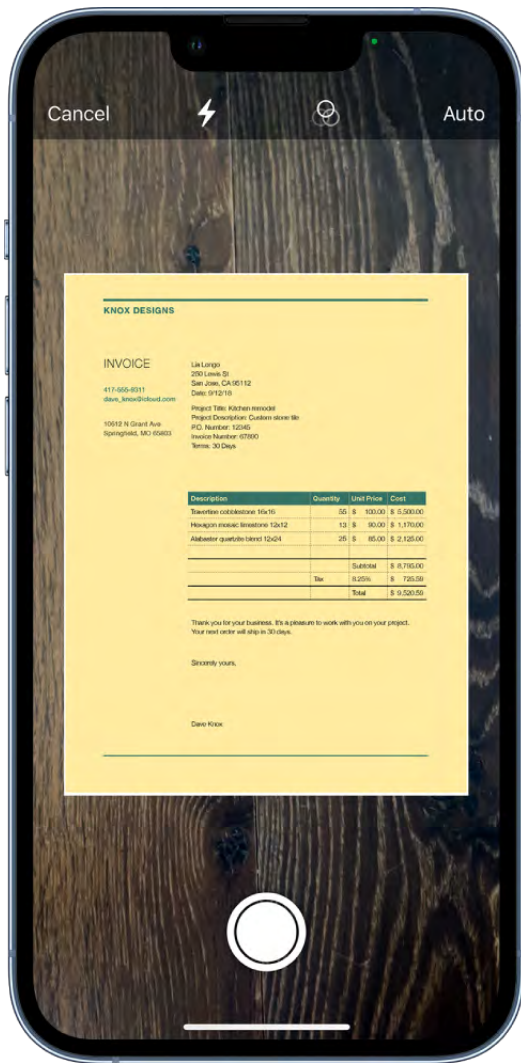 Cancel
Auto
KNOX DESIGNS
INVOICE
417-555-9311
dave_knox@icloud.com
10612 N Grant Ave
Springfield, MO 65803
Lia Longo
250 Lewis St
San Jose, CA 95112
Date: 9/12/18
Project Title: Kitchen remodel
Project Description: Custom stone tile
P.O. Number: 12345
Invoice Number: 67890
Terms: 30 Days
Description Quantity Unit Price Cost
Travertine cobblestone 16x16 55 $ 100.00 $ 5,500.00
Hexagon mosaic limestone 12x12 13 $ 90.00 $ 1,170.00
Alabaster quartzite blend 12x24 25 $ 85.00 $ 2,125.00
Subtotal $ 8,795.00
Tax 8.25% $ 725.59
Total $ 9,520.59
Thank you for your business. It's a pleasure to work with you on your project.
Your next order will ship in 30 days.
Sincerely yours,
Dave Knox